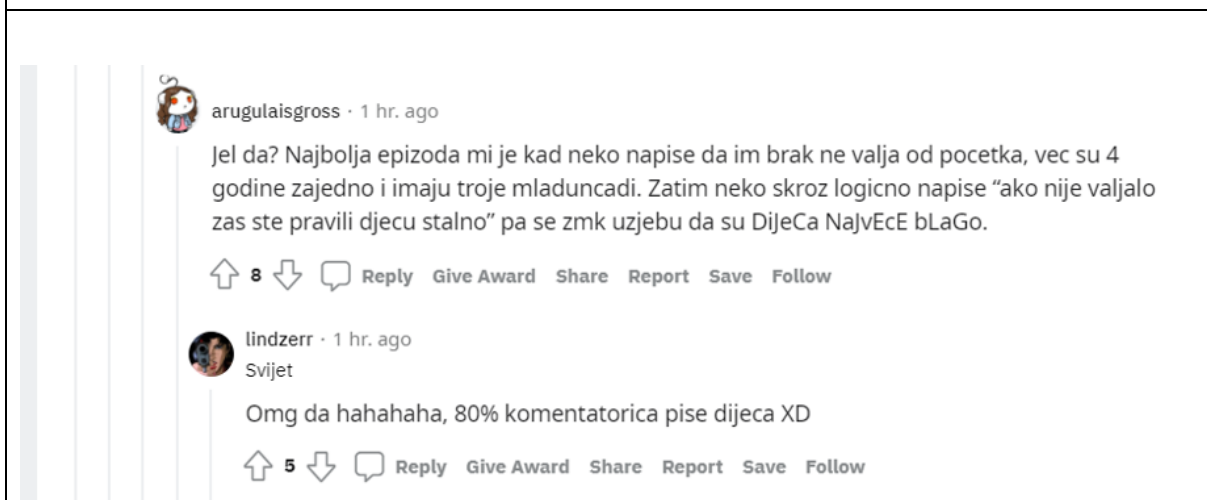 arugulaisgross · 1 hr. ago
Jel da? Najbolja epizoda mi je kad neko napise da im brak ne valja od pocetka, vec su 4
godine zajedno i imaju troje mladuncadi. Zatim neko skroz logicno napise “ako nije valjalo
zas ste pravili djecu stalno” pa se zmk uzjebu da su DiJeCa NaJvEcE bLaGo.
8 Reply Give Award Share Report Save Follow
lindzerr · 1 hr. ago
Svijet
Omg da hahahaha, 80% komentatorica pise dijeca XD
5 Reply Give Award Share Report Save Follow